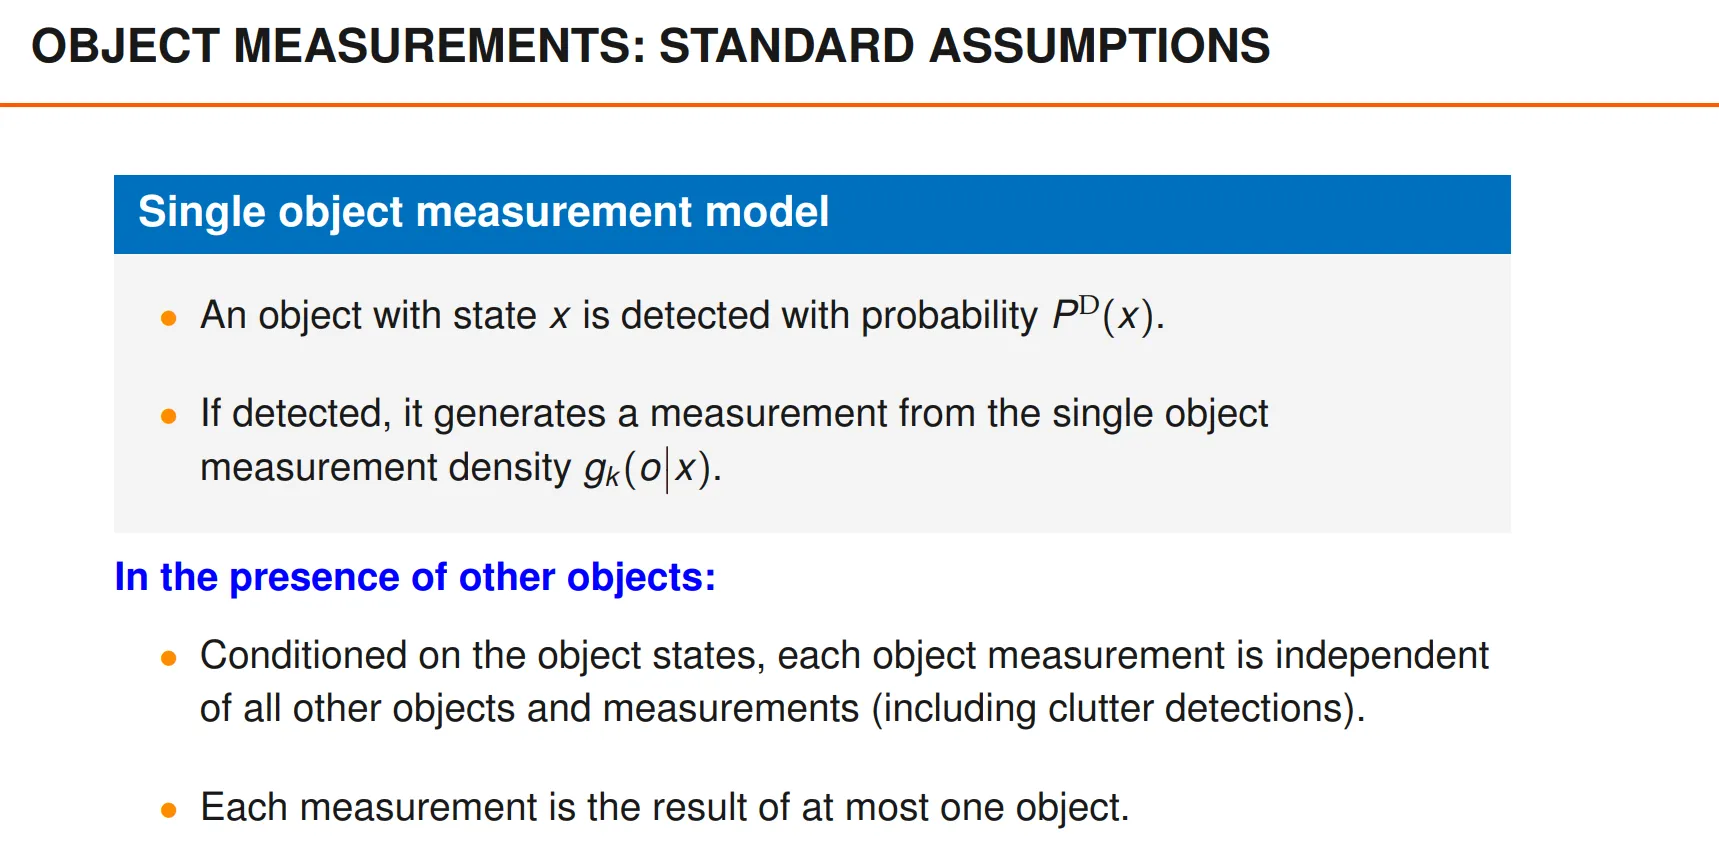 OBJECT MEASUREMENTS: STANDARD ASSUMPTIONS
Single object measurement model
• An object with state x is detected with probability Pᴰ(x).
• If detected, it generates a measurement from the single object
measurement density gₖ(o|x).
In the presence of other objects:
• Conditioned on the object states, each object measurement is independent
of all other objects and measurements (including clutter detections).
• Each measurement is the result of at most one object.